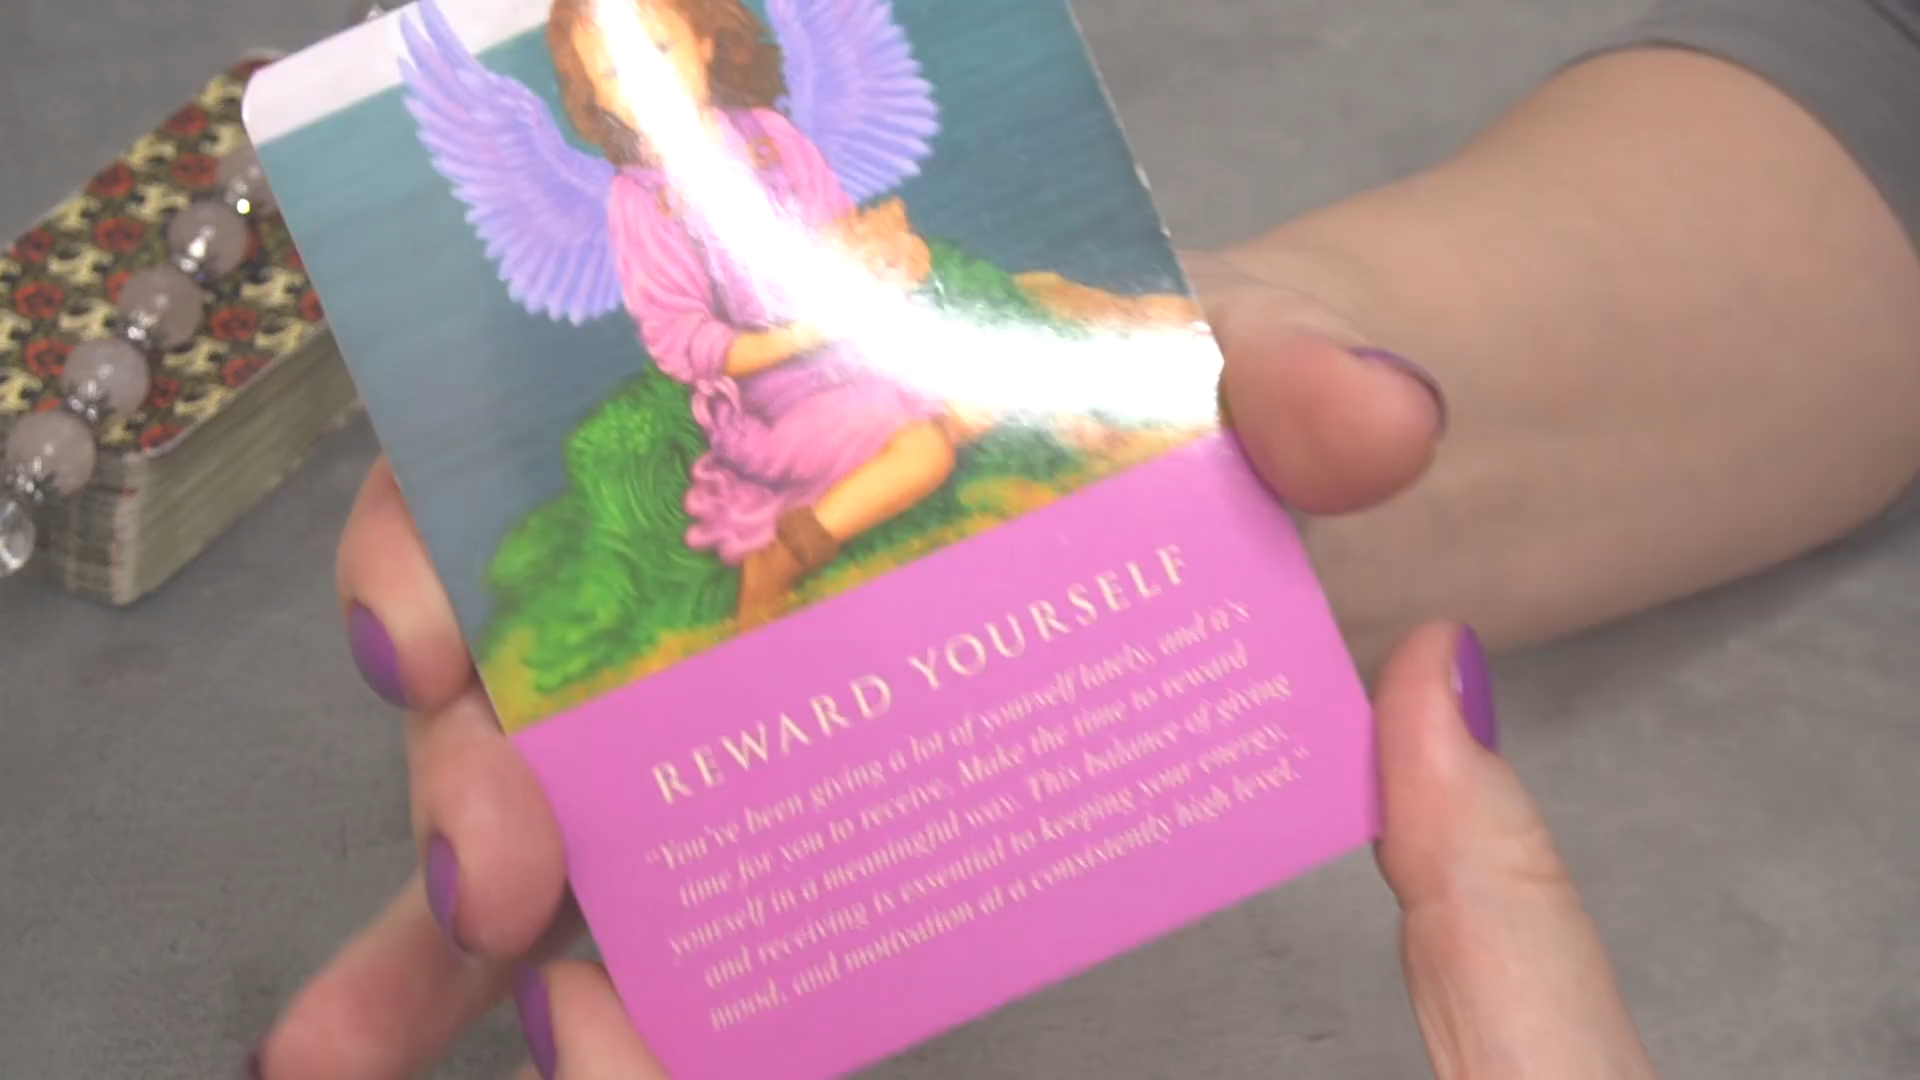 REWARD YOURSELF
"You've been giving a lot of yourself lately, and it's
time for you to receive. Make the time to reward
yourself in a meaningful way. This balance of giving
and receiving is essential to keeping your energy,
mood, and motivation at a consistently high level."